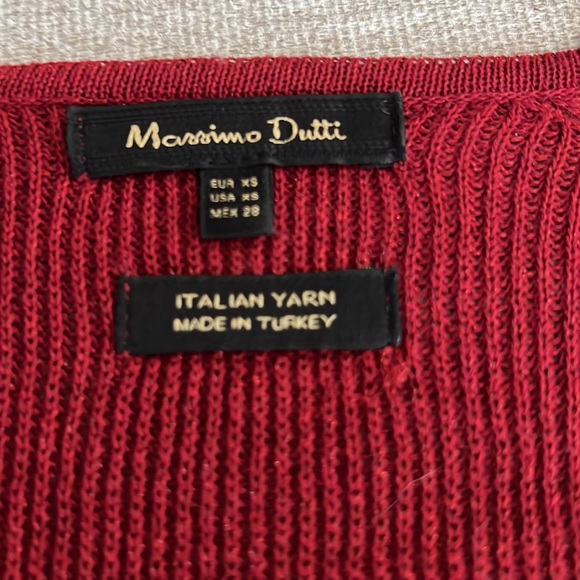 Massimo Dutti
EUR XS
USA XS
MEX 28
ITALIAN YARN
MADE IN TURKEY